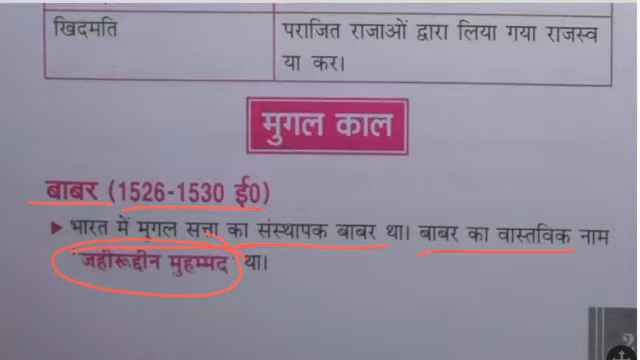 खिदमति
पराजित राजाओं द्वारा लिया गया राजस्व
या कर।
मुगल काल
बाबर (1526-1530 ई0)
▶ भारत में मुगल सत्ता का संस्थापक बाबर था। बाबर का वास्तविक नाम
जहीरूद्दीन मुहम्मद था।